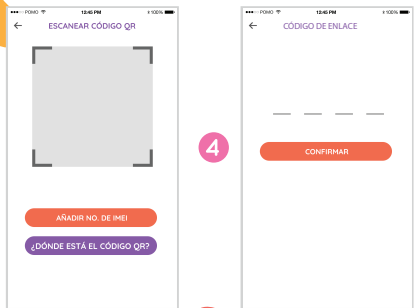 POMO 12:45 PM 100%
ESCANEAR CÓDIGO QR
AÑADIR NO. DE IMEI
¿DÓNDE ESTÁ EL CÓDIGO QR?
4
POMO 12:45 PM 100%
CÓDIGO DE ENLACE
CONFIRMAR